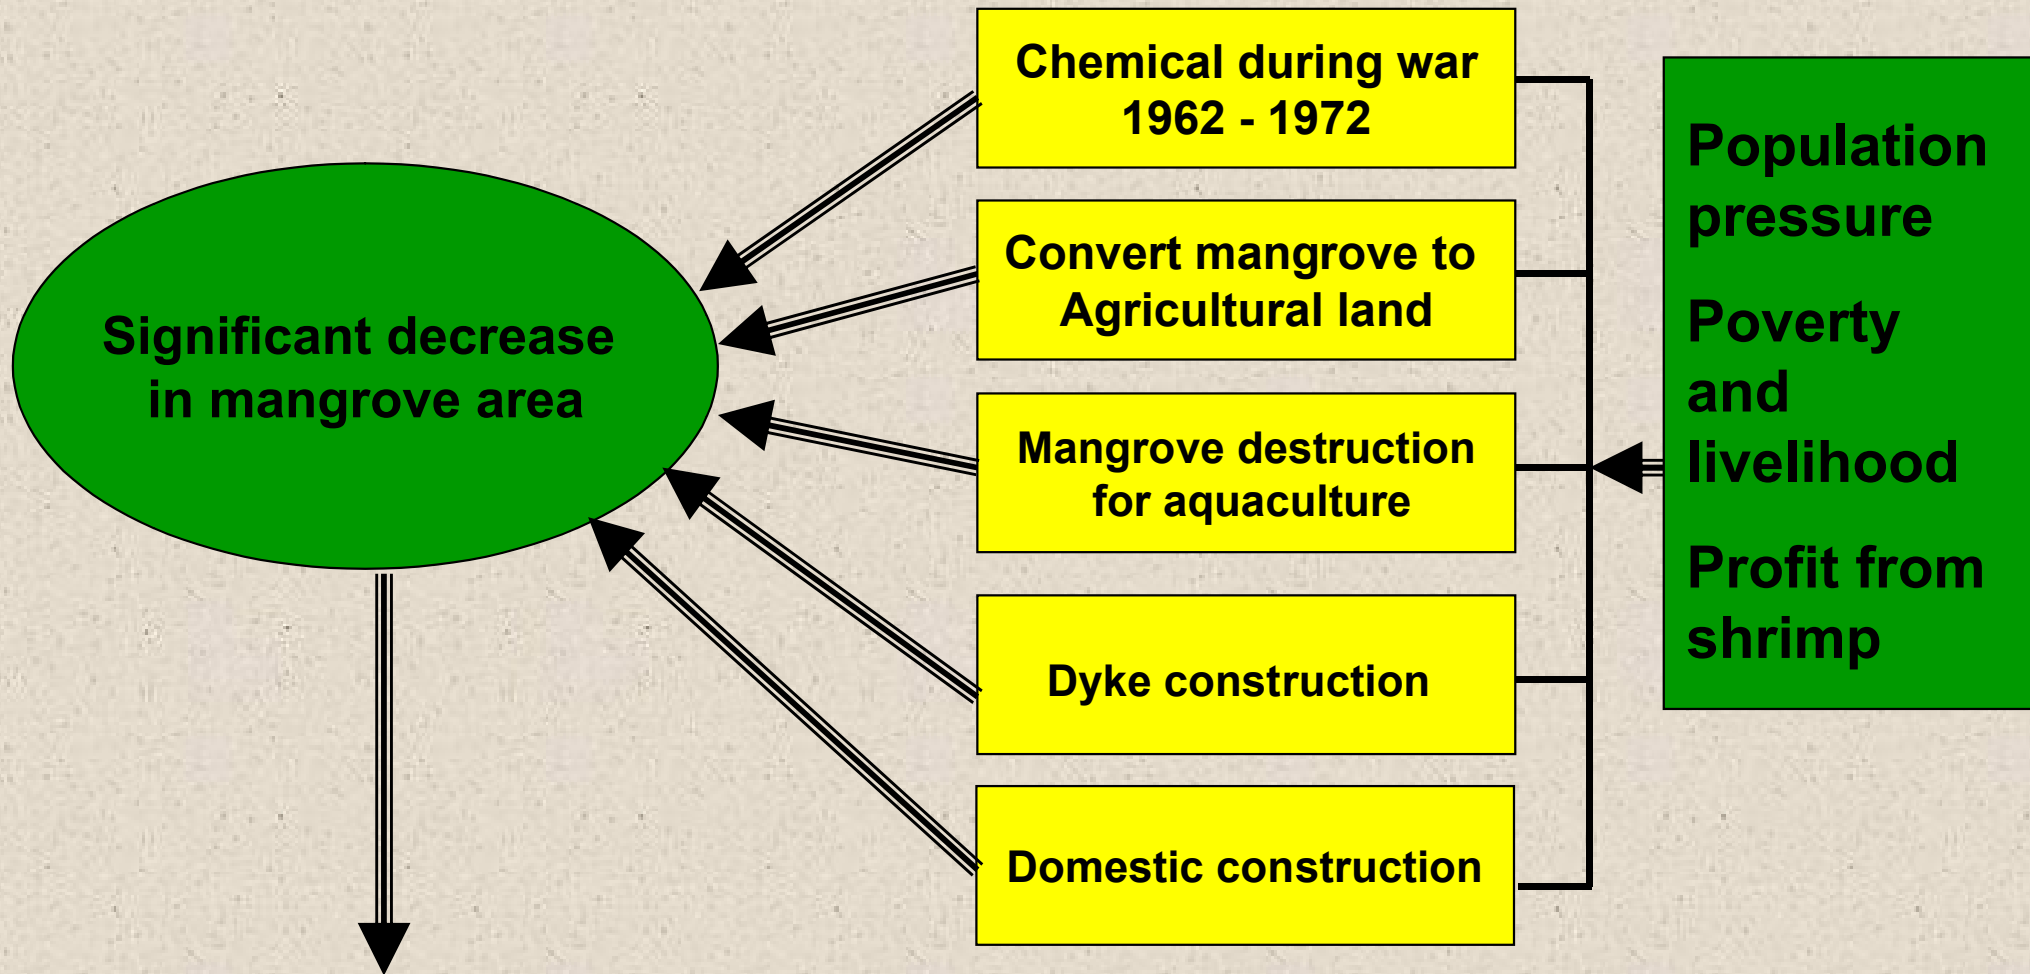 Chemical during war
1962 - 1972
Convert mangrove to
Agricultural land
Mangrove destruction
for aquaculture
Dyke construction
Domestic construction
Significant decrease
in mangrove area
Population
pressure
Poverty
and
livelihood
Profit from
shrimp